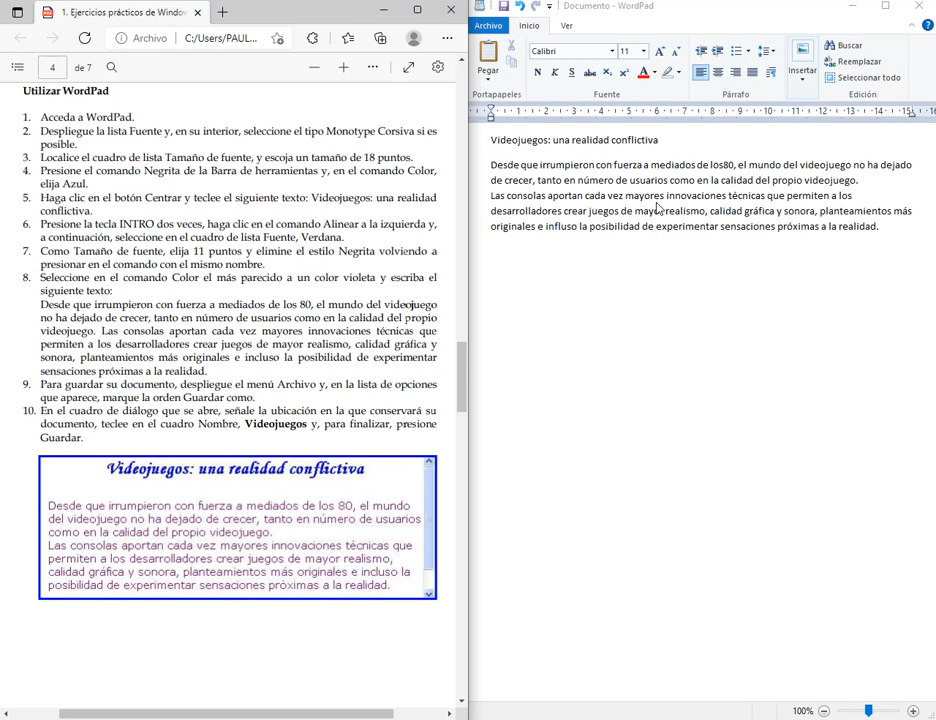 1. Ejercicios prácticos de Windo
Archivo
C:/Users/PAUL...
4
de 7
Utilizar WordPad
1. Acceda a WordPad.
2. Despliegue la lista Fuente y, en su interior, seleccione el tipo Monotype Corsiva si es
posible.
3. Localice el cuadro de lista Tamaño de fuente, y escoja un tamaño de 18 puntos.
4. Presione el comando Negrita de la Barra de herramientas y, en el comando Color,
elija Azul.
5. Haga clic en el botón Centrar y teclee el siguiente texto: Videojuegos: una realidad
conflictiva.
6. Presione la tecla INTRO dos veces, haga clic en el comando Alinear a la izquierda y,
a continuación, seleccione en el cuadro de lista Fuente, Verdana.
7. Como Tamaño de fuente, elija 11 puntos y elimine el estilo Negrita volviendo a
presionar en el comando con el mismo nombre.
8. Seleccione en el comando Color el más parecido a un color violeta y escriba el
siguiente texto:
Desde que irrumpieron con fuerza a mediados de los 80, el mundo del videojuego
no ha dejado de crecer, tanto en número de usuarios como en la calidad del propio
videojuego. Las consolas aportan cada vez mayores innovaciones técnicas que
permiten a los desarrolladores crear juegos de mayor realismo, calidad gráfica y
sonora, planteamientos más originales e incluso la posibilidad de experimentar
sensaciones próximas a la realidad.
9. Para guardar su documento, despliegue el menú Archivo y, en la lista de opciones
que aparece, marque la orden Guardar como.
10. En el cuadro de diálogo que se abre, señale la ubicación en la que conservará su
documento, teclee en el cuadro Nombre, Videojuegos y, para finalizar, presione
Guardar.
Videojuegos: una realidad conflictiva
Desde que irrumpieron con fuerza a mediados de los 80, el mundo
del videojuego no ha dejado de crecer, tanto en número de usuarios
como en la calidad del propio videojuego.
Las consolas aportan cada vez mayores innovaciones técnicas que
permiten a los desarrolladores crear juegos de mayor realismo,
calidad gráfica y sonora, planteamientos más originales e incluso la
posibilidad de experimentar sensaciones próximas a la realidad.
Documento - WordPad
Archivo Inicio Ver
Pegar
Portapapeles
Calibri 11
N K S abc X₂ X² A
Fuente
Párrafo
Insertar
Buscar
Reemplazar
Seleccionar todo
Edición
1 2 3 4 5 6 7 8 9 10 11 12 13 14 15
Videojuegos: una realidad conflictiva
Desde que irrumpieron con fuerza a mediados de los80, el mundo del videojuego no ha dejado
de crecer, tanto en número de usuarios como en la calidad del propio videojuego.
Las consolas aportan cada vez mayores innovaciones técnicas que permiten a los
desarrolladores crear juegos de mayor realismo, calidad gráfica y sonora, planteamientos más
originales e influso la posibilidad de experimentar sensaciones próximas a la realidad.
100%